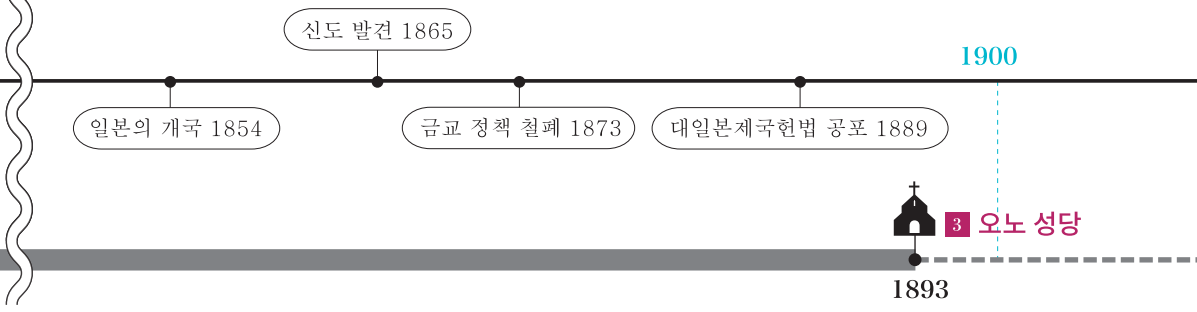 신도 발견 1865
1900
일본의 개국 1854
금교 정책 철폐 1873
대일본제국헌법 공포 1889
3 오노 성당
1893